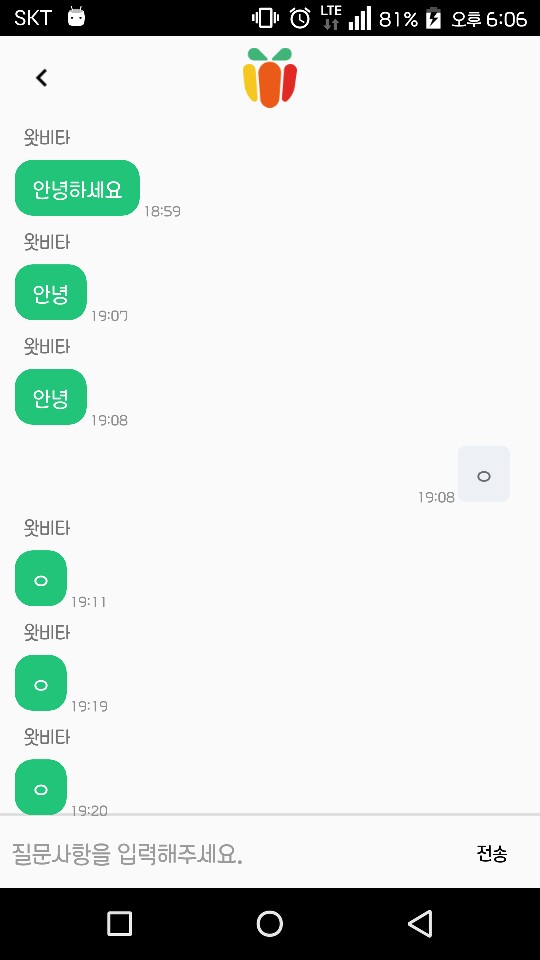 SKT LTE 81% 오후 6:06
왓비타
안녕하세요 18:59
왓비타
안녕 19:07
왓비타
안녕 19:08
19:08 ㅇ
왓비타
ㅇ 19:11
왓비타
ㅇ 19:19
왓비타
ㅇ 19:20
질문사항을 입력해주세요. 전송